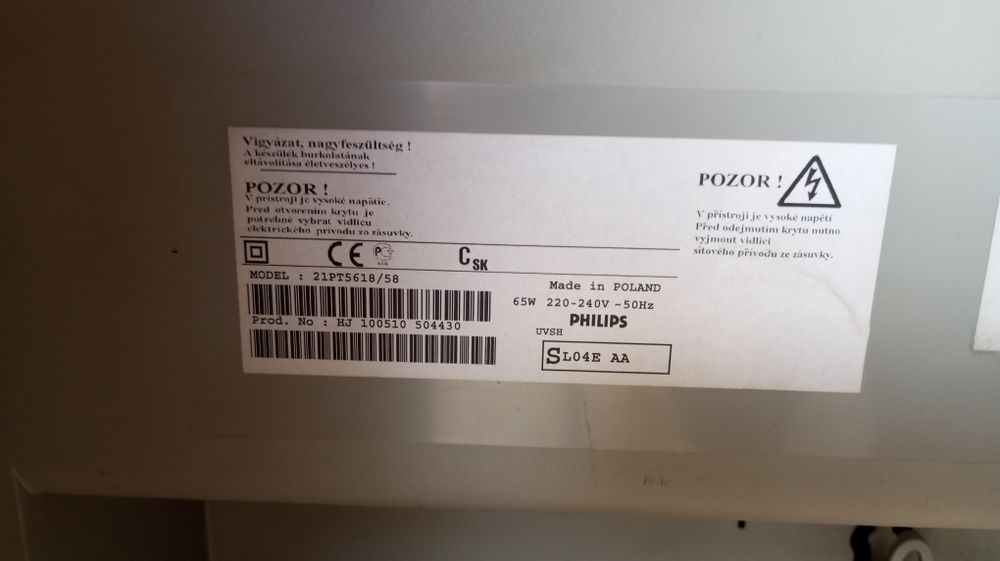 Vigyázat, nagyfeszültség !
A készülék burkolatának
eltávolitása életveszélyes !
POZOR !
V prístroji je vysoké napätie.
Pred otvorením krytu je
potrebné vybrat vidlicu
elektrického prívodu zo zásuvky.
POZOR !
V přístroji je vysoké napětí
Před odejmutím krytu nutno
vyjmout vidlici
síťového přívodu ze zásuvky.
CE
C SK
MODEL : 21PT5618/58
Prod. No : HJ 100510 504430
Made in POLAND
65W 220-240V ~50Hz
PHILIPS
UVSH
SL04E AA